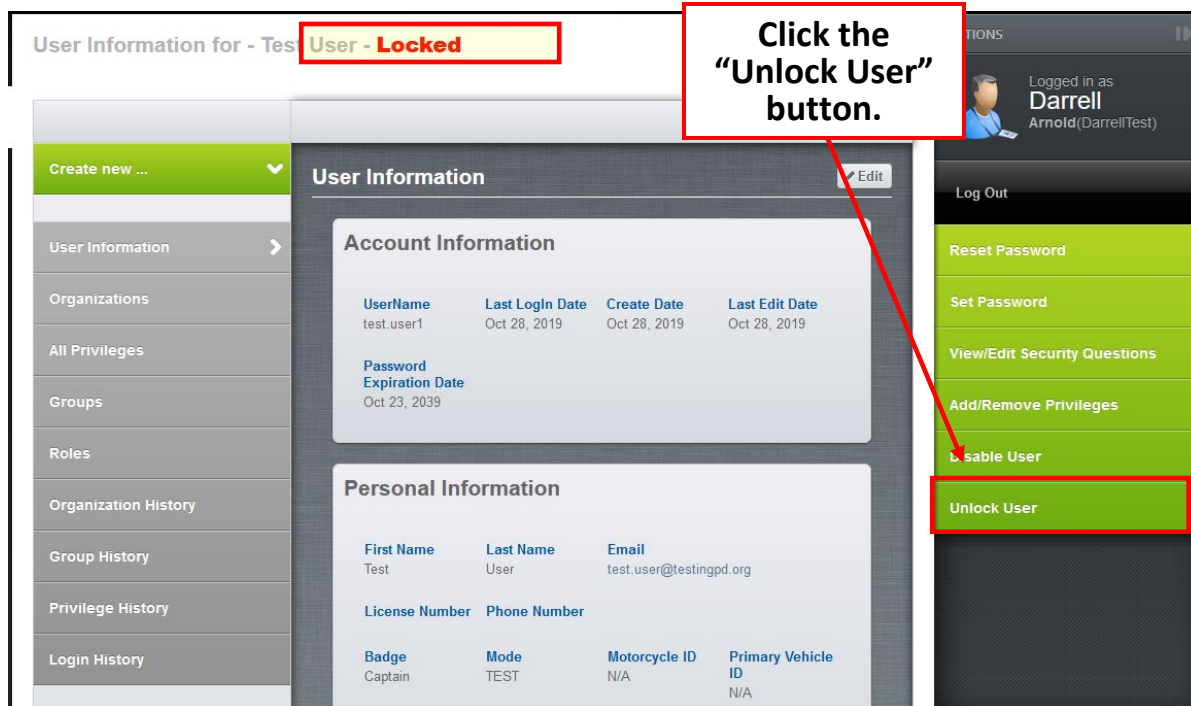 User Information for - Test User - Locked
Click the
“Unlock User”
button.
TIONS
Logged in as
Darrell
Arnold(DarrellTest)
Log Out
Create new ...
User Information
Organizations
All Privileges
Groups
Roles
Organization History
Group History
Privilege History
Login History
User Information
Edit
Account Information
UserName Last LogIn Date Create Date Last Edit Date
test.user1 Oct 28, 2019 Oct 28, 2019 Oct 28, 2019
Password
Expiration Date
Oct 23, 2039
Personal Information
First Name Last Name Email
Test User test.user@testingpd.org
License Number Phone Number
Badge Mode Motorcycle ID Primary Vehicle
ID
Captain TEST N/A
N/A
Reset Password
Set Password
View/Edit Security Questions
Add/Remove Privileges
Disable User
Unlock User